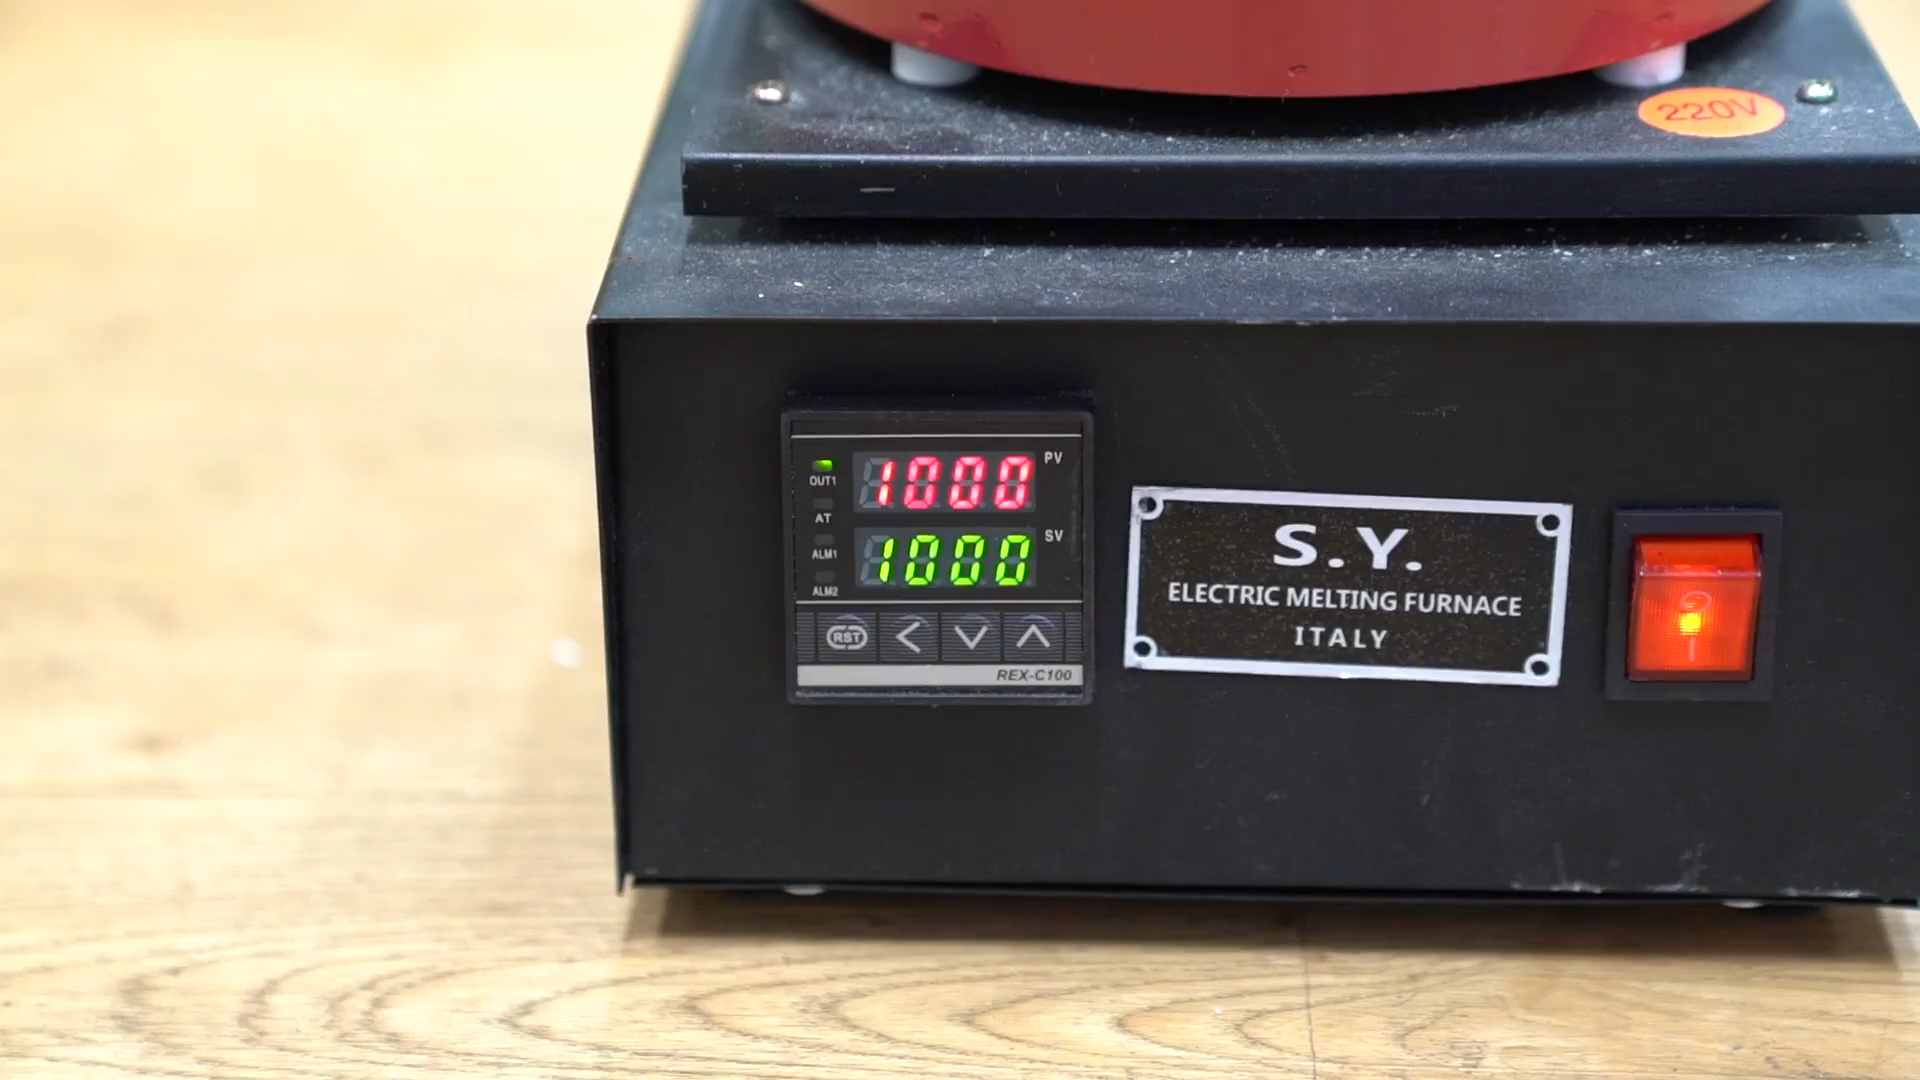 220V
1000 PV
OUT1
AT
1000 SV
ALM1
ALM2
RST
REX-C100
S.Y.
ELECTRIC MELTING FURNACE
ITALY